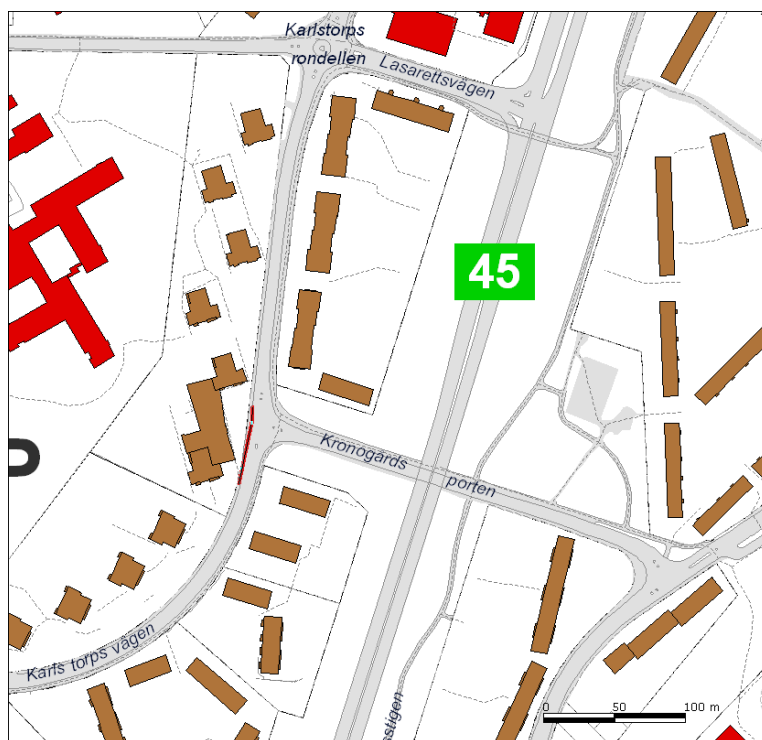 Karlstorps
rondellen
Lasarettsvägen
45
Kronogårds
porten
Karls torps vägen
0 50 100 m